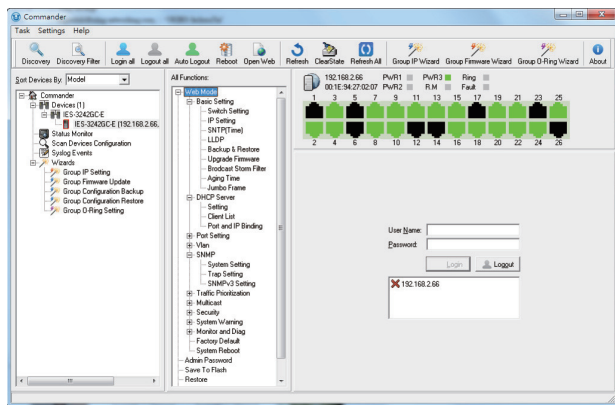 Commander
Task Settings Help
Discovery Discovery Filter Login all Logout all Auto Logout Reboot Open Web Refresh ClearState Refresh All Group IP Wizard Group Firmware Wizard Group O-Ring Wizard About
Sort Devices By: Model
Commander
Devices (1)
IES-3242GC-E
IES-3242GC-E [192.168.2.66,
Status Monitor
Scan Devices Configuration
Syslog Events
Wizards
Group IP Setting
Group Firmware Update
Group Configuration Backup
Group Configuration Restore
Group O-Ring Setting
All Functions:
Web Mode
Basic Setting
Switch Setting
IP Setting
SNTP(Time)
LLDP
Backup & Restore
Upgrade Firmware
Brodcast Storm Filter
Aging Time
Jumbo Frame
DHCP Server
Setting
Client List
Port and IP Binding
Port Setting
Vlan
SNMP
System Setting
Trap Setting
SNMPv3 Setting
Traffic Prioritization
Multicast
Security
System Warning
Monitor and Diag
Factory Default
System Reboot
Admin Password
Save To Flash
Restore
192.168.2.66 PWR1 PWR3 Ring
00:1E:94:27:02:07 PWR2 R.M Fault
1 3 5 7 9 11 13 15 17 19 21 23 25
2 4 6 8 10 12 14 16 18 20 22 24 26
User Name:
Password:
Login Logout
192.168.2.66